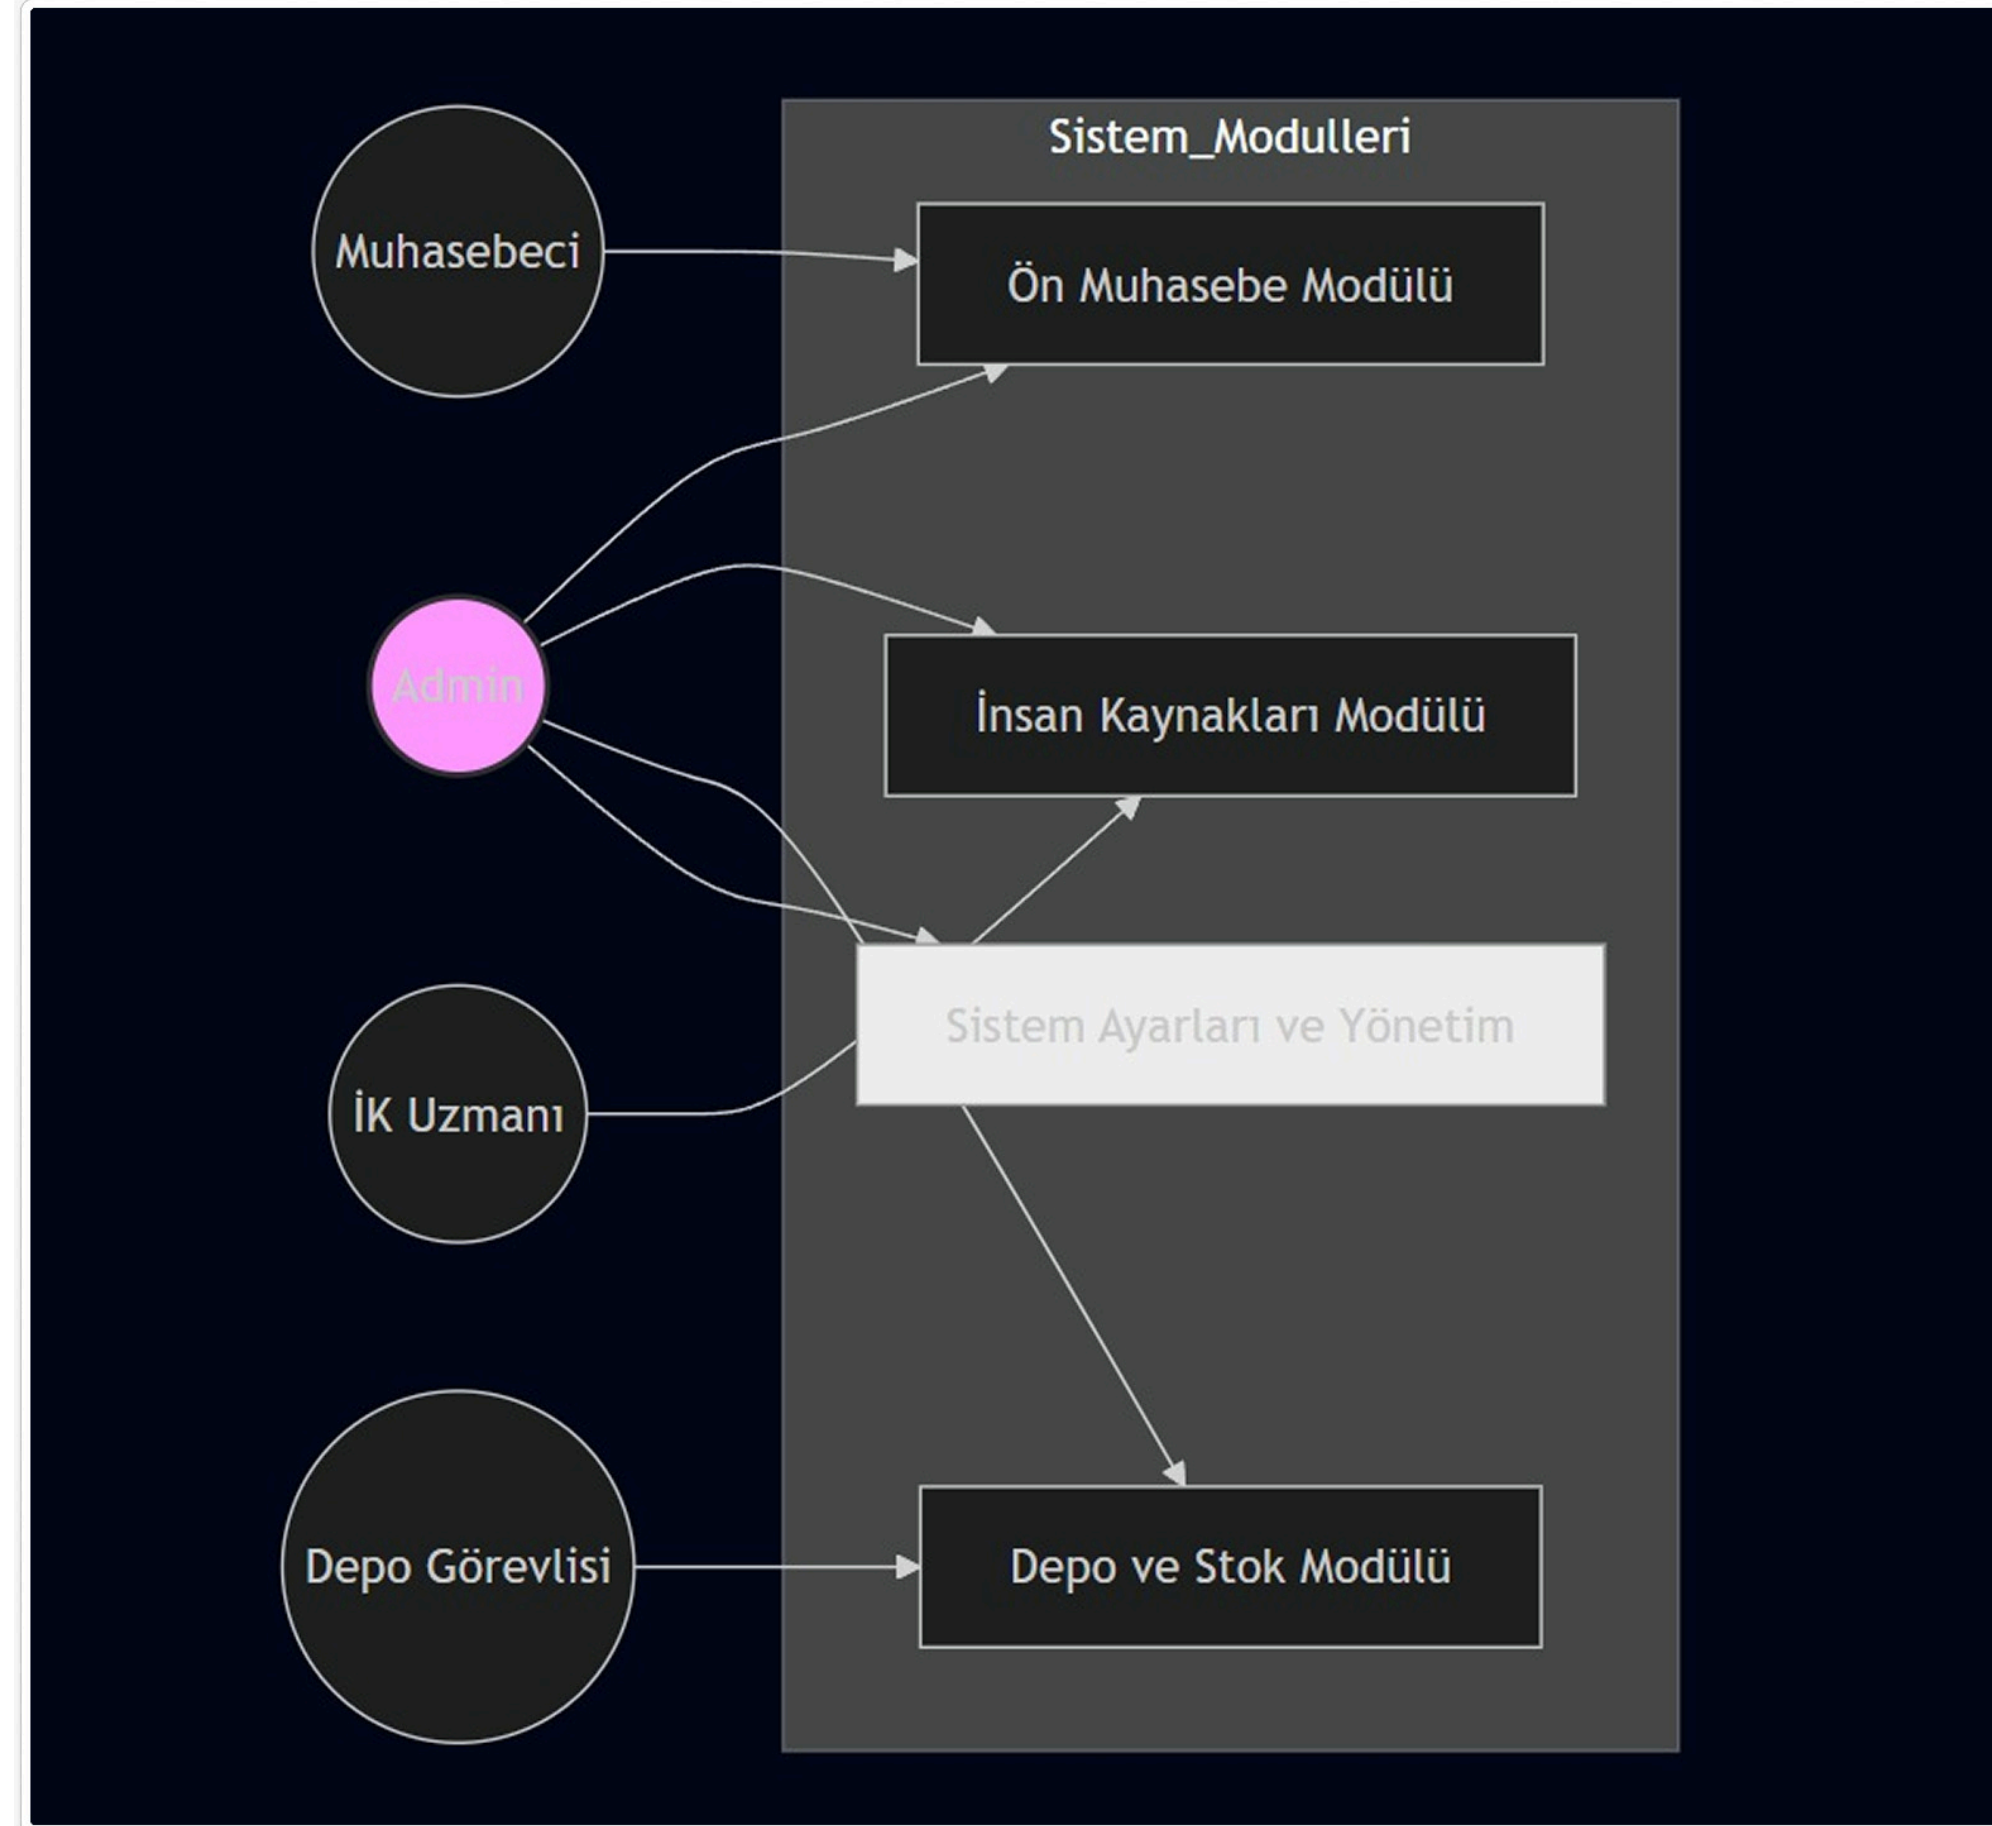 Sistem_Modulleri
Muhasebeci
Ön Muhasebe Modülü
Admin
İnsan Kaynakları Modülü
Sistem Ayarları ve Yönetim
İK Uzmanı
Depo Görevlisi
Depo ve Stok Modülü